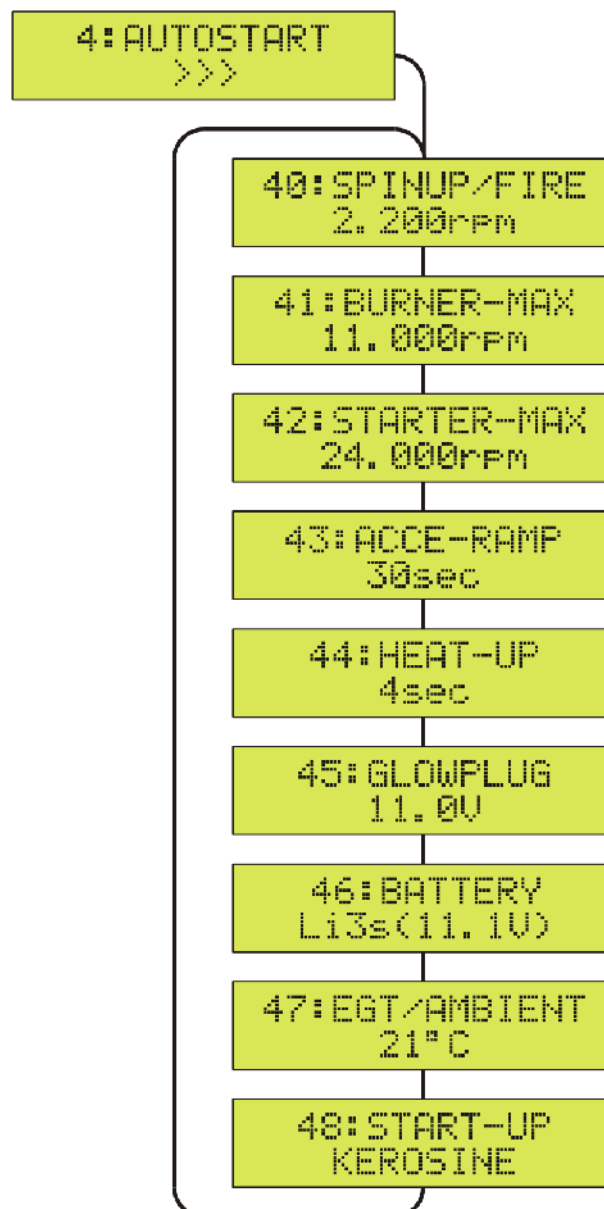 4:AUTOSTART
>>>
40:SPINUP/FIRE
2.200rpm
41:BURNER-MAX
11.000rpm
42:STARTER-MAX
24.000rpm
43:ACCE-RAMP
30sec
44:HEAT-UP
4sec
45:GLOWPLUG
11.0V
46:BATTERY
Li3s(11.1V)
47:EGT/AMBIENT
21°C
48:START-UP
KEROSINE